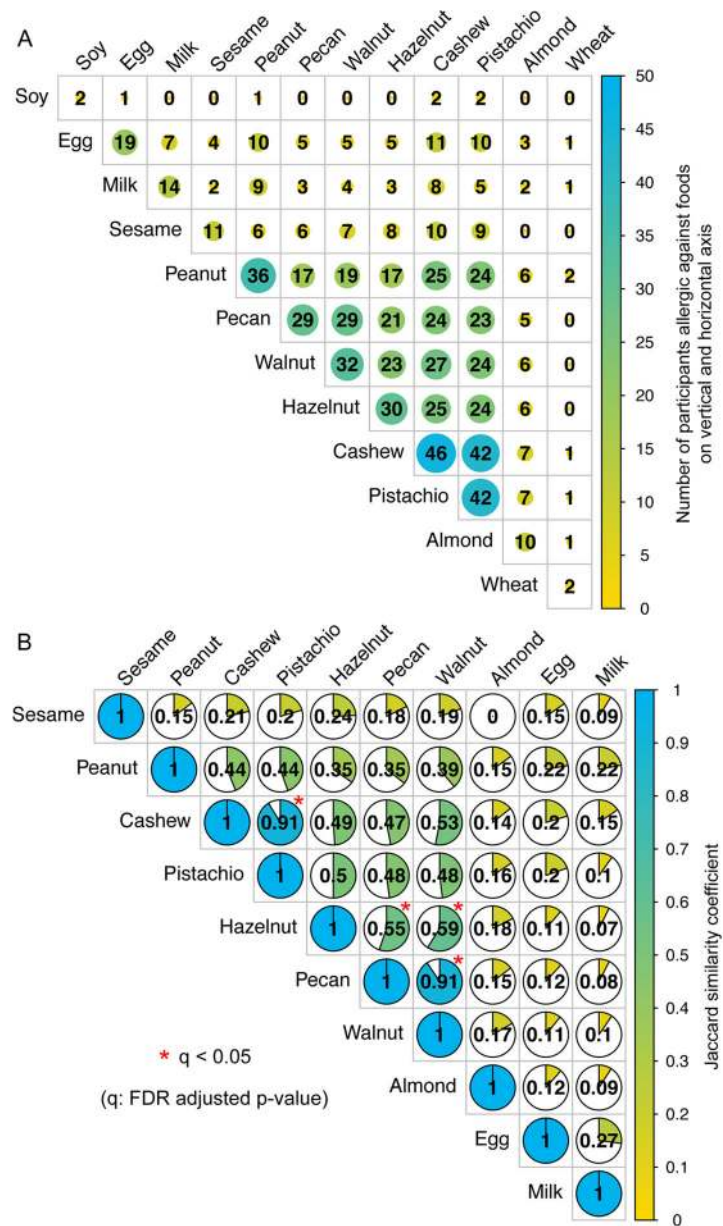 A
Soy Egg Milk Sesame Peanut Pecan Walnut Hazelnut Cashew Pistachio Almond Wheat
Soy 2 1 0 0 1 0 0 0 2 2 0 0
Egg 19 7 4 10 5 5 5 11 10 3 1
Milk 14 2 9 3 4 3 8 5 2 1
Sesame 11 6 6 7 8 10 9 0 0
Peanut 36 17 19 17 25 24 6 2
Pecan 29 29 21 24 23 5 0
Walnut 32 23 27 24 6 0
Hazelnut 30 25 24 6 0
Cashew 46 42 7 1
Pistachio 42 7 1
Almond 10 1
Wheat 2
50
45
40
35
30
25
20
15
10
5
0
Number of participants allergic against foods
on vertical and horizontal axis
B
Sesame Peanut Cashew Pistachio Hazelnut Pecan Walnut Almond Egg Milk
Sesame 1 0.15 0.21 0.2 0.24 0.18 0.19 0 0.15 0.09
Peanut 1 0.44 0.44 0.35 0.35 0.39 0.15 0.22 0.22
Cashew 1 0.91* 0.49 0.47 0.53 0.14 0.2 0.15
Pistachio 1 0.5 0.48 0.48 0.16 0.2 0.1
Hazelnut 1 0.55* 0.59* 0.18 0.11 0.07
Pecan 1 0.91* 0.15 0.12 0.08
Walnut 1 0.17 0.11 0.1
Almond 1 0.12 0.09
Egg 1 0.27
Milk 1
* q < 0.05
(q: FDR adjusted p-value)
1
0.9
0.8
0.7
0.6
0.5
0.4
0.3
0.2
0.1
0
Jaccard similarity coefficient